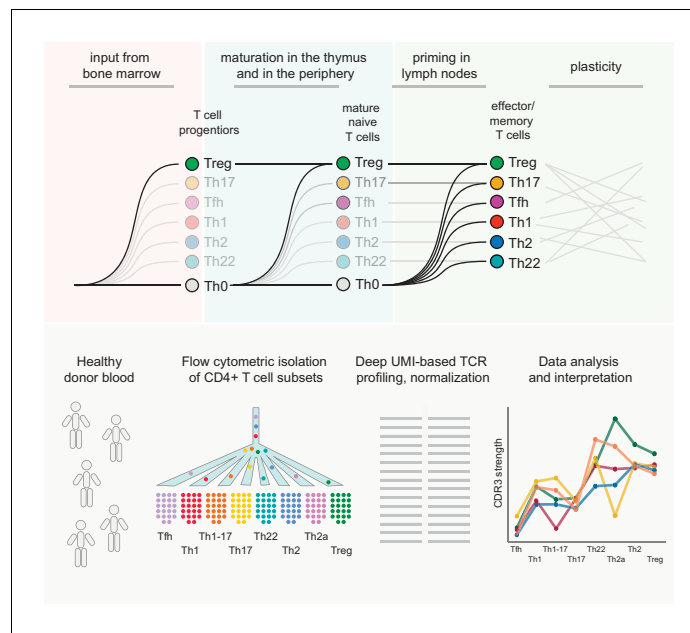 input from
bone marrow
maturation in the thymus
and in the periphery
priming in
lymph nodes
plasticity
T cell
progentiors
mature
naive
T cells
effector/
memory
T cells
Treg
Th17
Tfh
Th1
Th2
Th22
Th0
Treg
Th17
Tfh
Th1
Th2
Th22
Th0
Treg
Th17
Tfh
Th1
Th2
Th22
Healthy
donor blood
Flow cytometric isolation
of CD4+ T cell subsets
Tfh
Th1
Th1-17
Th17
Th22
Th2
Th2a
Treg
Deep UMI-based TCR
profiling, normalization
Data analysis
and interpretation
CDR3 strength
Tfh
Th1
Th1-17
Th17
Th22
Th2a
Th2
Treg